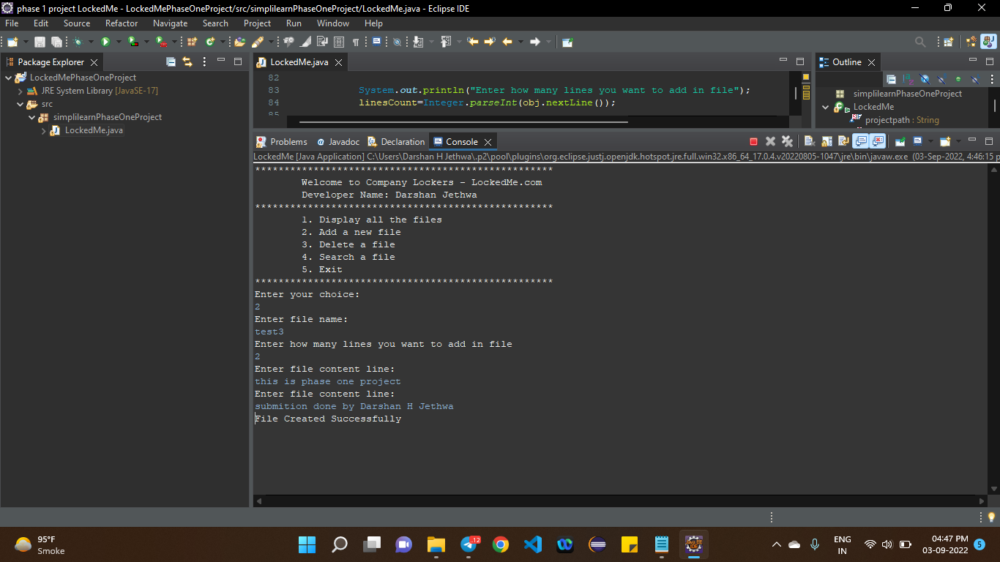 phase 1 project LockedMe - LockedMePhaseOneProject/src/simplilearnPhaseOneProject/LockedMe.java - Eclipse IDE
File Edit Source Refactor Navigate Search Project Run Window Help
Package Explorer
LockedMePhaseOneProject
JRE System Library [JavaSE-17]
src
simplilearnPhaseOneProject
LockedMe.java
LockedMe.java
82
83 System.out.println("Enter how many lines you want to add in file");
84 linesCount=Integer.parseInt(obj.nextLine());
85
Outline
simplilearnPhaseOneProject
LockedMe
projectpath : String
Problems Javadoc Declaration Console
LockedMe [Java Application] C:\Users\Darshan H Jethwa\.p2\pool\plugins\org.eclipse.justj.openjdk.hotspot.jre.full.win32.x86_64_17.0.4.v20220805-1047\jre\bin\javaw.exe (03-Sep-2022, 4:46:15 p
***************************************************
Welcome to Company Lockers - LockedMe.com
Developer Name: Darshan Jethwa
***************************************************
1. Display all the files
2. Add a new file
3. Delete a file
4. Search a file
5. Exit
***************************************************
Enter your choice:
2
Enter file name:
test3
Enter how many lines you want to add in file
2
Enter file content line:
this is phase one project
Enter file content line:
submition done by Darshan H Jethwa
File Created Successfully
95°F
Smoke
12
ENG
IN
04:47 PM
03-09-2022
5